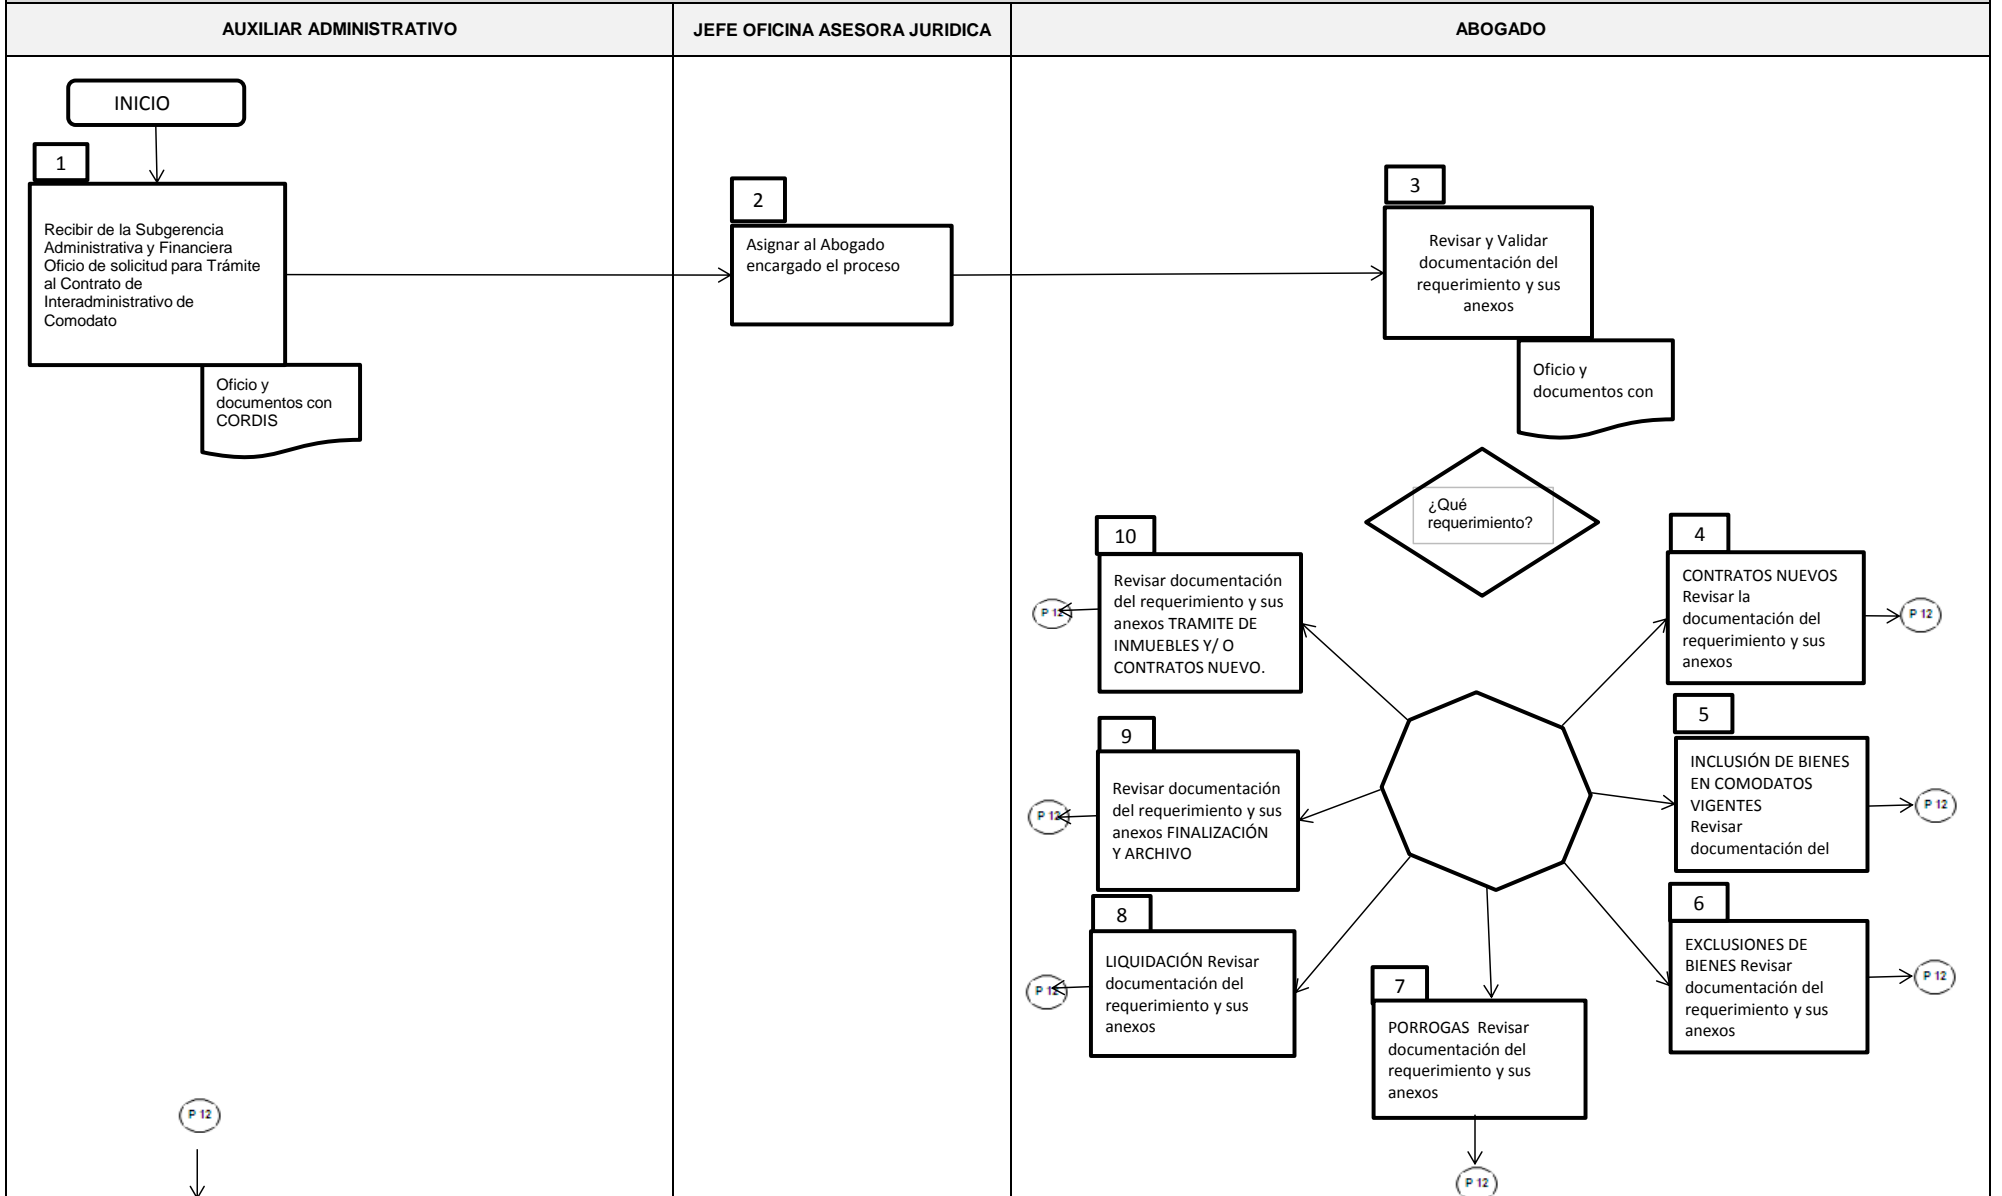 AUXILIAR ADMINISTRATIVO
JEFE OFICINA ASESORA JURIDICA
ABOGADO
INICIO
1
Recibir de la Subgerencia
Administrativa y Financiera
Oficio de solicitud para Trámite
al Contrato de
Interadministrativo de
Comodato
Oficio y
documentos con
CORDIS
2
Asignar al Abogado
encargado el proceso
3
Revisar y Validar
documentación del
requerimiento y sus
anexos
Oficio y
documentos con
¿Qué
requerimiento?
10
Revisar documentación
del requerimiento y sus
anexos TRAMITE DE
INMUEBLES Y/ O
CONTRATOS NUEVO.
P 12
4
CONTRATOS NUEVOS
Revisar la
documentación del
requerimiento y sus
anexos
P 12
9
Revisar documentación
del requerimiento y sus
anexos FINALIZACIÓN
Y ARCHIVO
P 12
5
INCLUSIÓN DE BIENES
EN COMODATOS
VIGENTES
Revisar
documentación del
P 12
8
LIQUIDACIÓN Revisar
documentación del
requerimiento y sus
anexos
P 12
6
EXCLUSIONES DE
BIENES Revisar
documentación del
requerimiento y sus
anexos
P 12
7
PORROGAS  Revisar
documentación del
requerimiento y sus
anexos
P 12
P 12